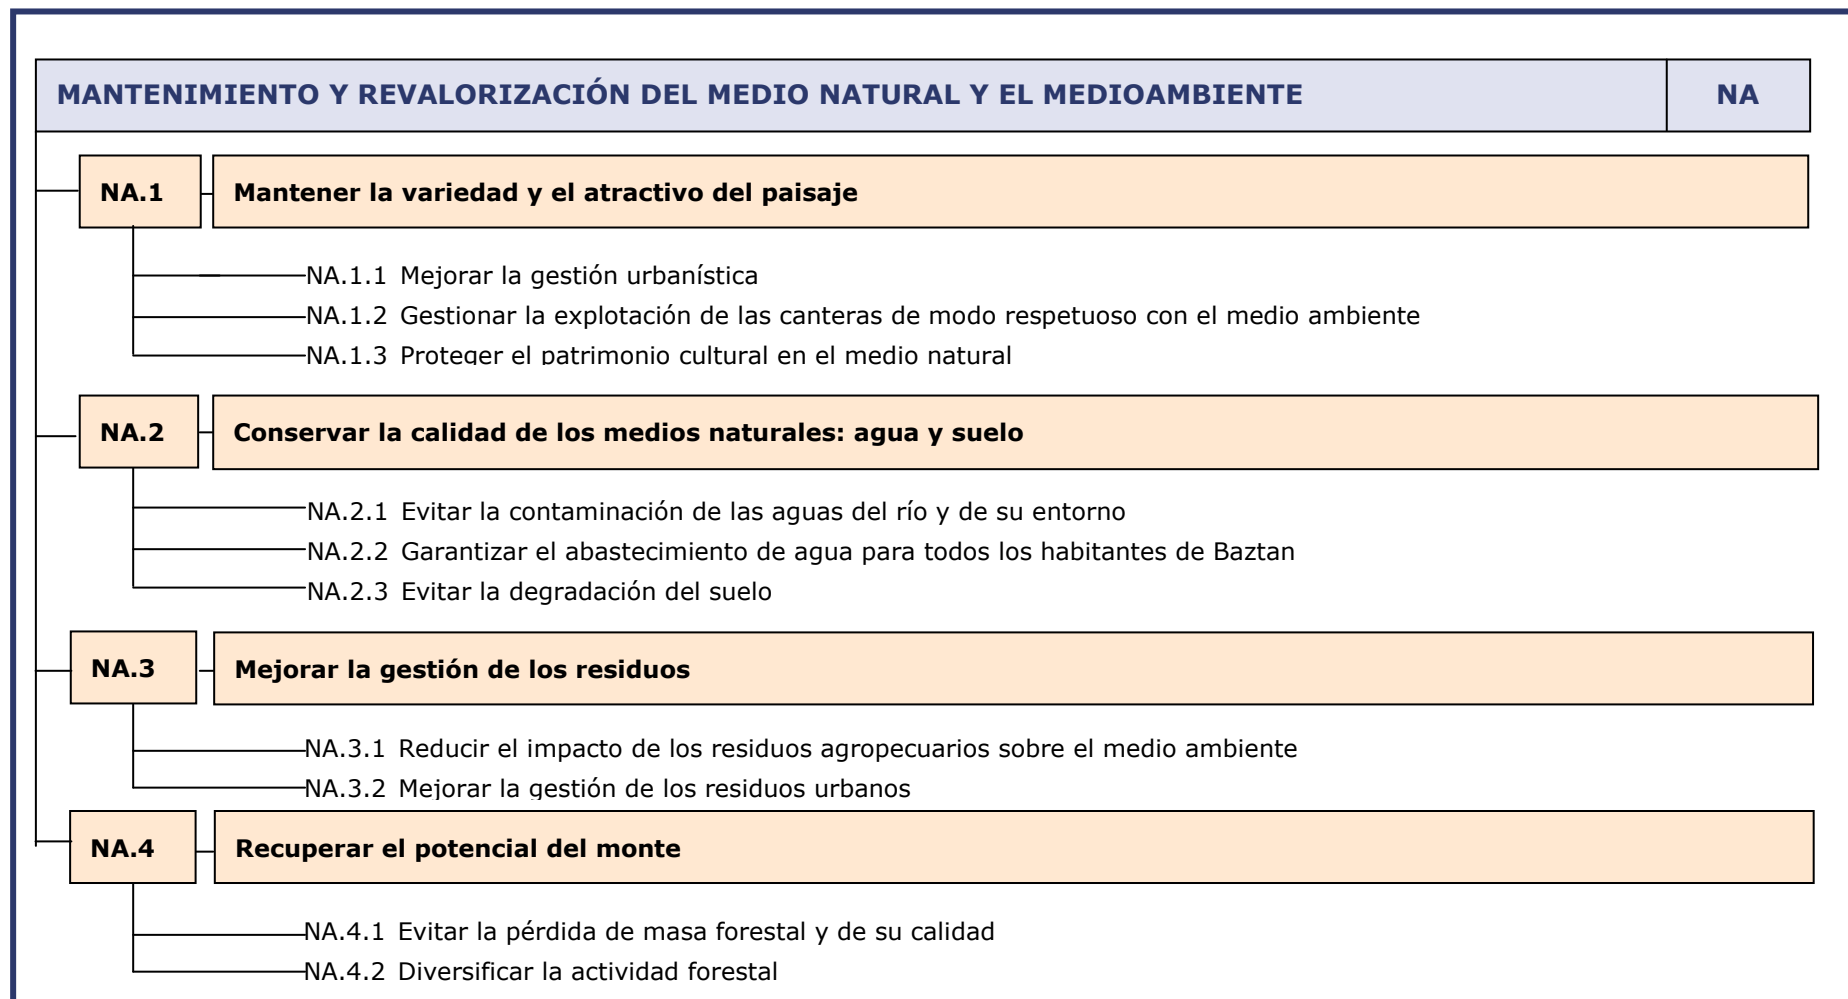 MANTENIMIENTO Y REVALORIZACIÓN DEL MEDIO NATURAL Y EL MEDIOAMBIENTE NA
NA.1 Mantener la variedad y el atractivo del paisaje
NA.1.1 Mejorar la gestión urbanística
NA.1.2 Gestionar la explotación de las canteras de modo respetuoso con el medio ambiente
NA.1.3 Proteger el patrimonio cultural en el medio natural
NA.2 Conservar la calidad de los medios naturales: agua y suelo
NA.2.1 Evitar la contaminación de las aguas del río y de su entorno
NA.2.2 Garantizar el abastecimiento de agua para todos los habitantes de Baztan
NA.2.3 Evitar la degradación del suelo
NA.3 Mejorar la gestión de los residuos
NA.3.1 Reducir el impacto de los residuos agropecuarios sobre el medio ambiente
NA.3.2 Mejorar la gestión de los residuos urbanos
NA.4 Recuperar el potencial del monte
NA.4.1 Evitar la pérdida de masa forestal y de su calidad
NA.4.2 Diversificar la actividad forestal